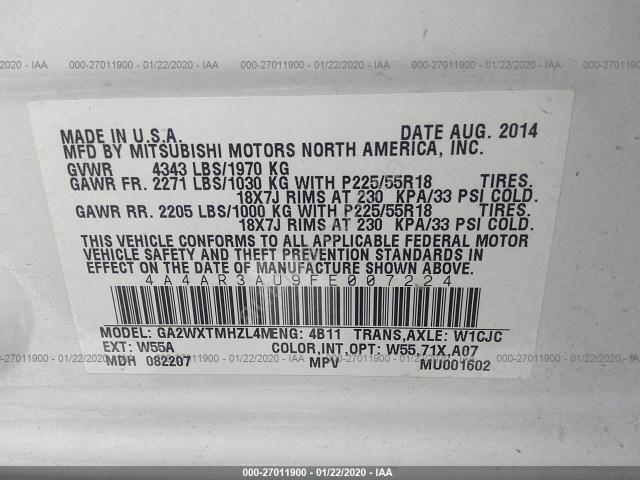 000-27011900 - 01/22/2020 - IAA
MADE IN U.S.A. DATE AUG. 2014
MFD BY MITSUBISHI MOTORS NORTH AMERICA, INC.
GVWR 4343 LBS/1970 KG
GAWR FR. 2271 LBS/1030 KG WITH P225/55R18 TIRES.
18X7J RIMS AT 230 KPA/33 PSI COLD.
GAWR RR. 2205 LBS/1000 KG WITH P225/55R18 TIRES.
18X7J RIMS AT 230 KPA/33 PSI COLD.
THIS VEHICLE CONFORMS TO ALL APPLICABLE FEDERAL MOTOR
VEHICLE SAFETY AND THEFT PREVENTION STANDARDS IN
EFFECT ON THE DATE OF MANUFACTURE SHOWN ABOVE.
4A4AR3AU9FE007224
MODEL: GA2WXTMHZL4M ENG: 4B11 TRANS,AXLE: W1CJC
EXT: W55A COLOR,INT,OPT: W55,71X,A07
MDH 082207 MPV MU001602
000-27011900 - 01/22/2020 - IAA